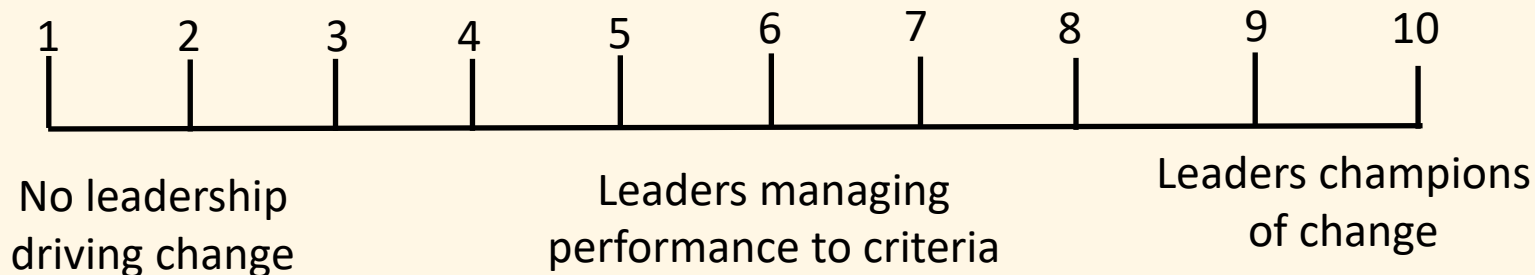 1 2 3 4 5 6 7 8 9 10
No leadership
driving change
Leaders managing
performance to criteria
Leaders champions
of change